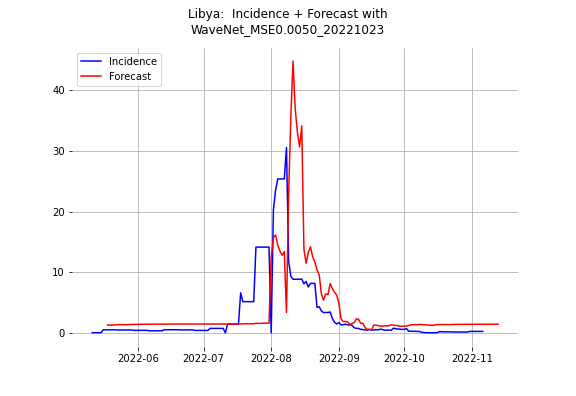 Libya:  Incidence + Forecast with
WaveNet_MSE0.0050_20221023
Incidence
Forecast
40
30
20
10
0
2022-06
2022-07
2022-08
2022-09
2022-10
2022-11